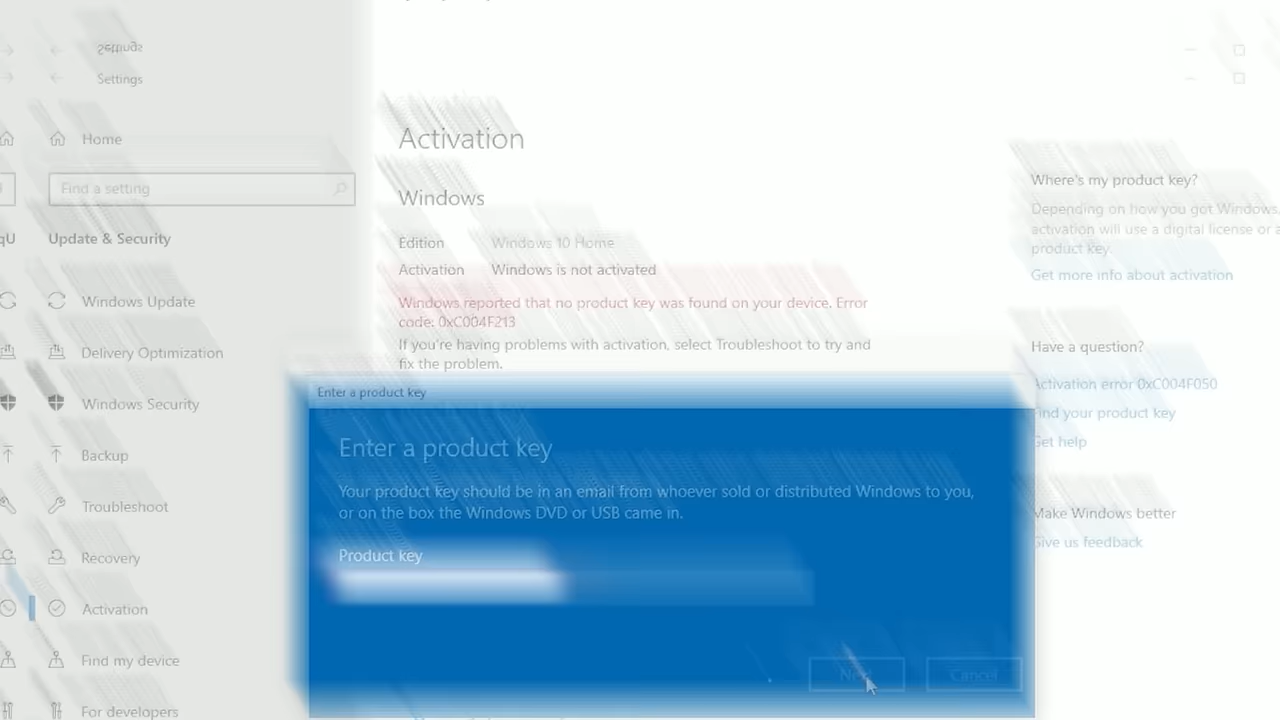 Settings
Home
Find a setting
Update & Security
Windows Update
Delivery Optimization
Windows Security
Backup
Troubleshoot
Recovery
Activation
Find my device
For developers
Activation
Windows
Edition Windows 10 Home
Activation Windows is not activated
Windows reported that no product key was found on your device. Error
code: 0xC004F213
If you're having problems with activation, select Troubleshoot to try and
fix the problem.
Enter a product key
Enter a product key
Your product key should be in an email from whoever sold or distributed Windows to you,
or on the box the Windows DVD or USB came in.
Product key
Next
Cancel
Where's my product key?
Depending on how you got Windows,
activation will use a digital license or a
product key.
Get more info about activation
Have a question?
Activation error 0xC004F050
Find your product key
Get help
Make Windows better
Give us feedback